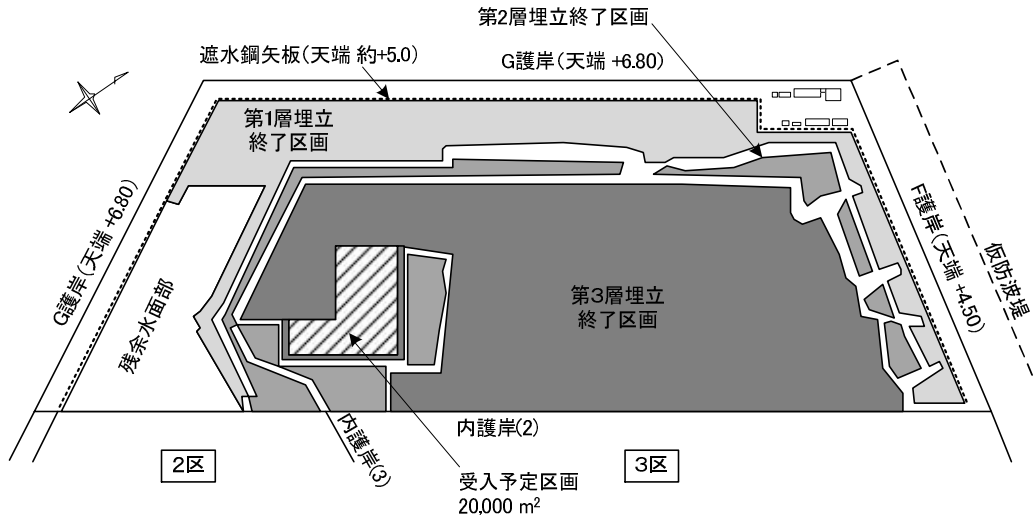 第2層埋立終了区画
遮水鋼矢板(天端 約+5.0)
G護岸(天端 +6.80)
第1層埋立
終了区画
G護岸(天端 +6.80)
F護岸(天端 +4.50)
仮防波堤
残余水面部
第3層埋立
終了区画
内護岸(2)
内護岸(3)
2区
3区
受入予定区画
20,000 m²